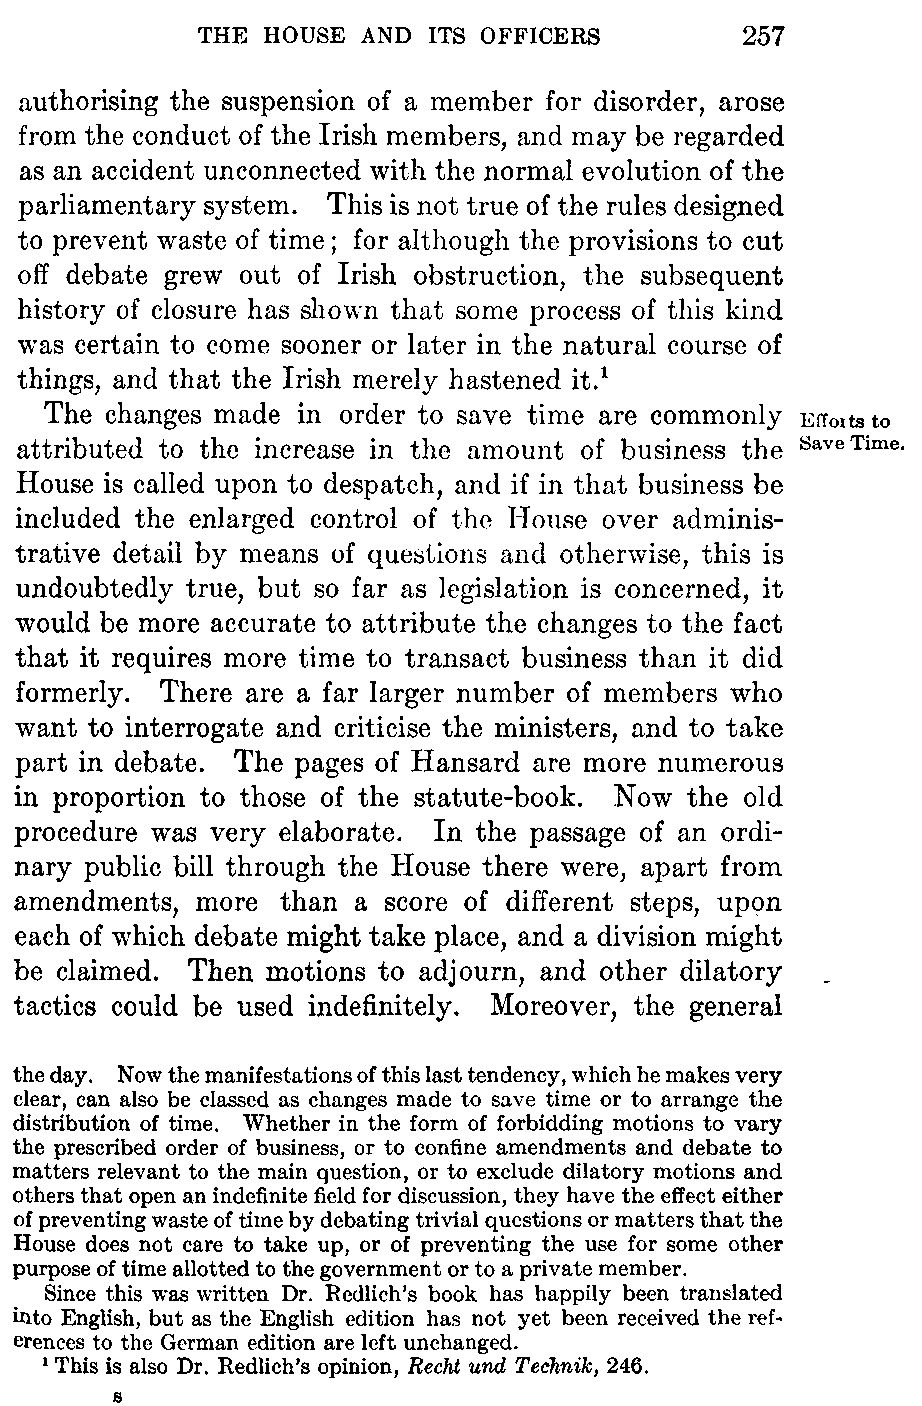 THE HOUSE AND ITS OFFICERS 257
authorising the suspension of a member for disorder, arose
from the conduct of the Irish members, and may be regarded
as an accident unconnected with the normal evolution of the
parliamentary system. This is not true of the rules designed
to prevent waste of time; for although the provisions to cut
off debate grew out of Irish obstruction, the subsequent
history of closure has shown that some process of this kind
was certain to come sooner or later in the natural course of
things, and that the Irish merely hastened it.¹
The changes made in order to save time are commonly
Efforts to
Save Time.
attributed to the increase in the amount of business the
House is called upon to despatch, and if in that business be
included the enlarged control of the House over adminis-
trative detail by means of questions and otherwise, this is
undoubtedly true, but so far as legislation is concerned, it
would be more accurate to attribute the changes to the fact
that it requires more time to transact business than it did
formerly. There are a far larger number of members who
want to interrogate and criticise the ministers, and to take
part in debate. The pages of Hansard are more numerous
in proportion to those of the statute-book. Now the old
procedure was very elaborate. In the passage of an ordi-
nary public bill through the House there were, apart from
amendments, more than a score of different steps, upon
each of which debate might take place, and a division might
be claimed. Then motions to adjourn, and other dilatory
tactics could be used indefinitely. Moreover, the general
the day. Now the manifestations of this last tendency, which he makes very
clear, can also be classed as changes made to save time or to arrange the
distribution of time. Whether in the form of forbidding motions to vary
the prescribed order of business, or to confine amendments and debate to
matters relevant to the main question, or to exclude dilatory motions and
others that open an indefinite field for discussion, they have the effect either
of preventing waste of time by debating trivial questions or matters that the
House does not care to take up, or of preventing the use for some other
purpose of time allotted to the government or to a private member.
Since this was written Dr. Redlich's book has happily been translated
into English, but as the English edition has not yet been received the ref-
erences to the German edition are left unchanged.
¹ This is also Dr. Redlich's opinion, Recht und Technik, 246.
S